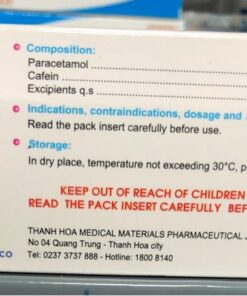 Composition:
Paracetamol
Cafein
Excipients q.s
Indications, contraindications, dosage and
Read the pack insert carefully before use.
Storage:
In dry place, temperature not exceeding 30°C, p
KEEP OUT OF REACH OF CHILDREN
READ THE PACK INSERT CAREFULLY BEF
THANH HOA MEDICAL MATERIALS PHARMACEUTICAL J
No 04 Quang Trung - Thanh Hoa city
CO Tel: 0237 3737 888 - Hotline: 1800 8140